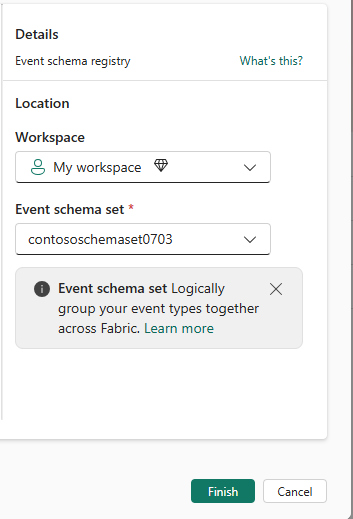 Details
Event schema registry What's this?
Location
Workspace
My workspace
Event schema set *
contososchemaset0703
Event schema set Logically
group your event types together
across Fabric. Learn more
Finish Cancel